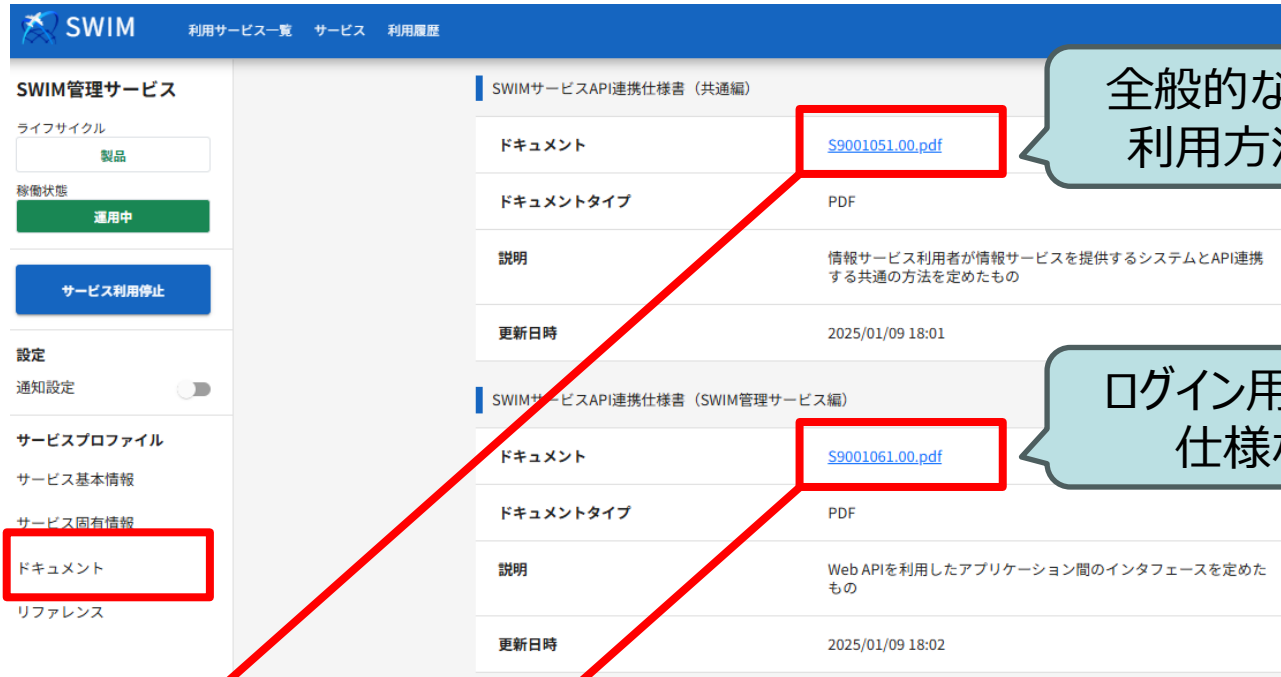 SWIM
利用サービス一覧 サービス 利用履歴
SWIM管理サービス
ライフサイクル
製品
稼働状態
運用中
サービス利用停止
設定
通知設定
サービスプロファイル
サービス基本情報
サービス固有情報
ドキュメント
リファレンス
SWIMサービスAPI連携仕様書（共通編）
ドキュメント S9001051.00.pdf
ドキュメントタイプ PDF
説明 情報サービス利用者が情報サービスを提供するシステムとAPI連携
する共通の方法を定めたもの
更新日時 2025/01/09 18:01
SWIMサービスAPI連携仕様書（SWIM管理サービス編）
ドキュメント S9001061.00.pdf
ドキュメントタイプ PDF
説明 Web APIを利用したアプリケーション間のインタフェースを定めた
もの
更新日時 2025/01/09 18:02
全般的な
利用方
ログイン用
仕様